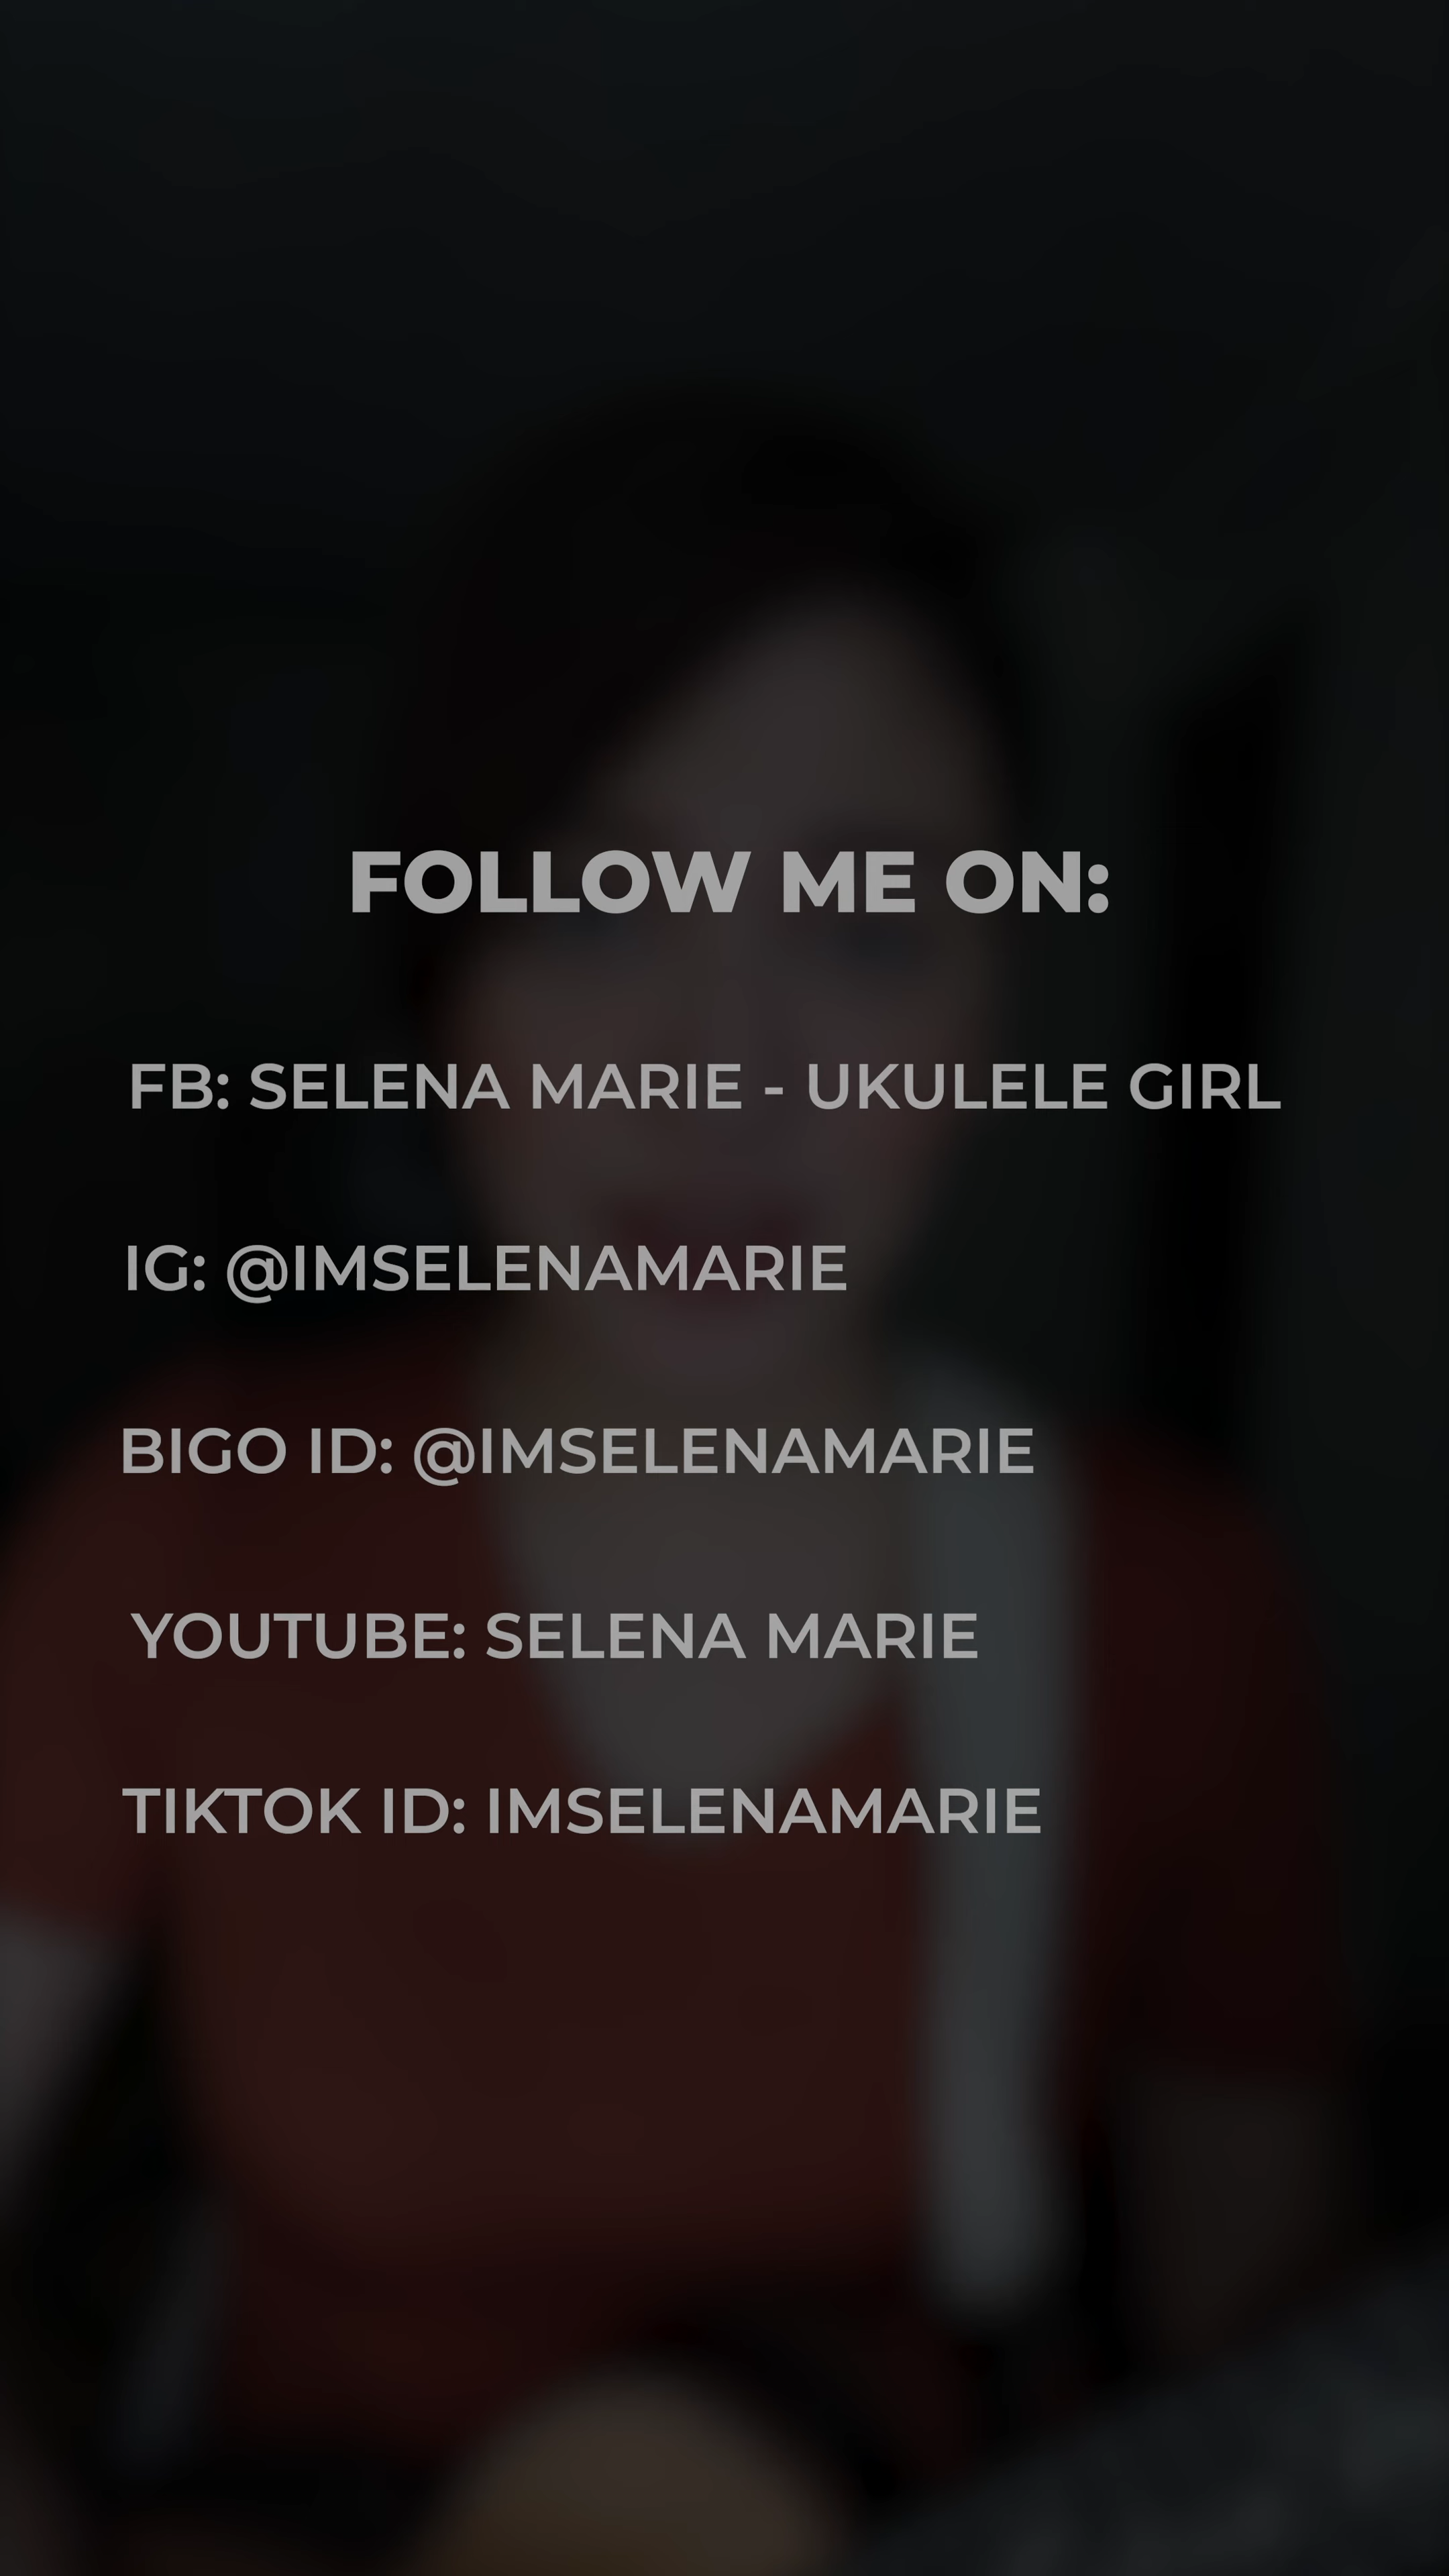 FOLLOW ME ON:
FB: SELENA MARIE - UKULELE GIRL
IG: @IMSELENAMARIE
BIGO ID: @IMSELENAMARIE
YOUTUBE: SELENA MARIE
TIKTOK ID: IMSELENAMARIE